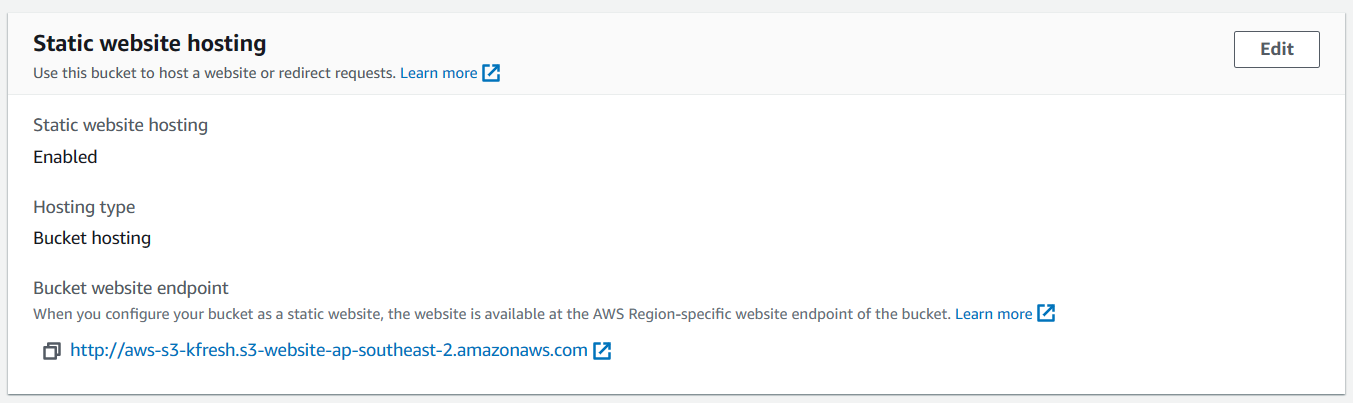 Static website hosting
Edit
Use this bucket to host a website or redirect requests. Learn more
Static website hosting
Enabled
Hosting type
Bucket hosting
Bucket website endpoint
When you configure your bucket as a static website, the website is available at the AWS Region-specific website endpoint of the bucket. Learn more
http://aws-s3-kfresh.s3-website-ap-southeast-2.amazonaws.com